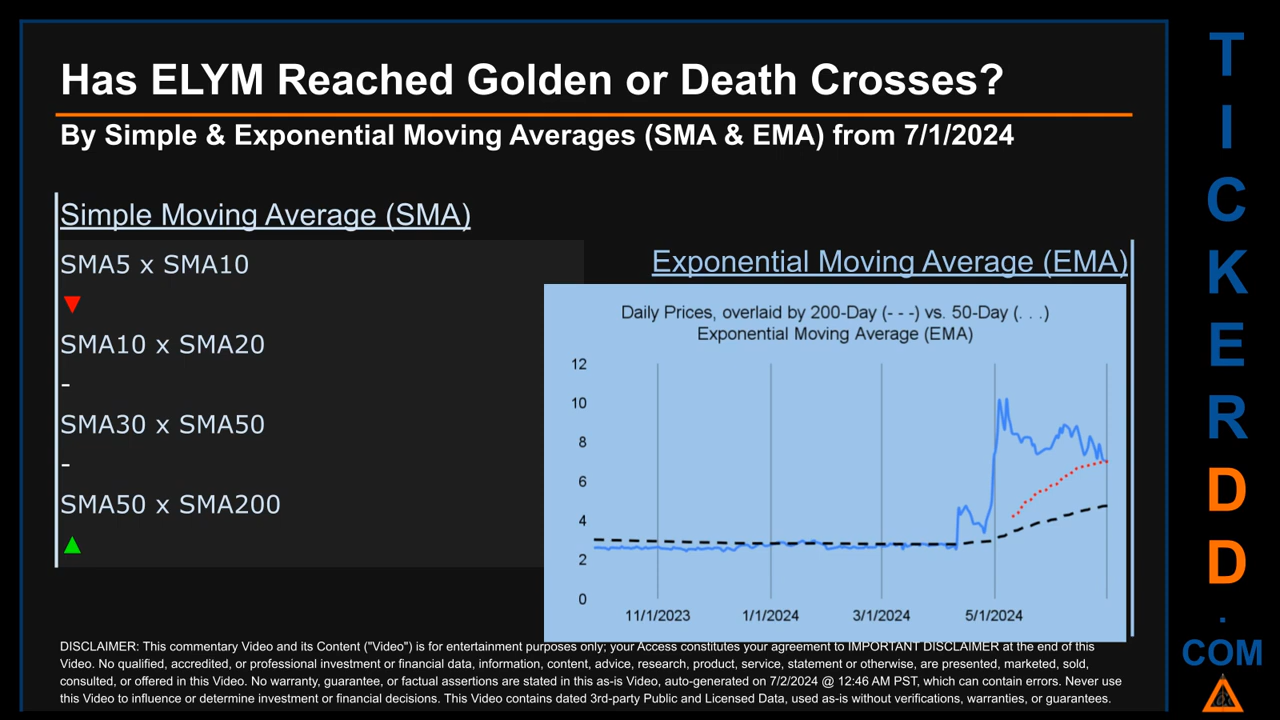 Has ELYM Reached Golden or Death Crosses?
By Simple & Exponential Moving Averages (SMA & EMA) from 7/1/2024
Simple Moving Average (SMA)
SMA5 x SMA10
▼
SMA10 x SMA20
-
SMA30 x SMA50
-
SMA50 x SMA200
▲
Exponential Moving Average (EMA)
Daily Prices, overlaid by 200-Day (- - -) vs. 50-Day (. . .)
Exponential Moving Average (EMA)
12
10
8
6
4
2
0
11/1/2023 1/1/2024 3/1/2024 5/1/2024
DISCLAIMER: This commentary Video and its Content ("Video") is for entertainment purposes only; your Access constitutes your agreement to IMPORTANT DISCLAIMER at the end of this
Video. No qualified, accredited, or professional investment or financial data, information, content, advice, research, product, service, statement or otherwise, are presented, marketed, sold,
consulted, or offered in this Video. No warranty, guarantee, or factual assertions are stated in this as-is Video, auto-generated on 7/2/2024 @ 12:46 AM PST, which can contain errors. Never use
this Video to influence or determine investment or financial decisions. This Video contains dated 3rd-party Public and Licensed Data, used as-is without verifications, warranties, or guarantees.
T
I
C
K
E
R
D
D
.
COM